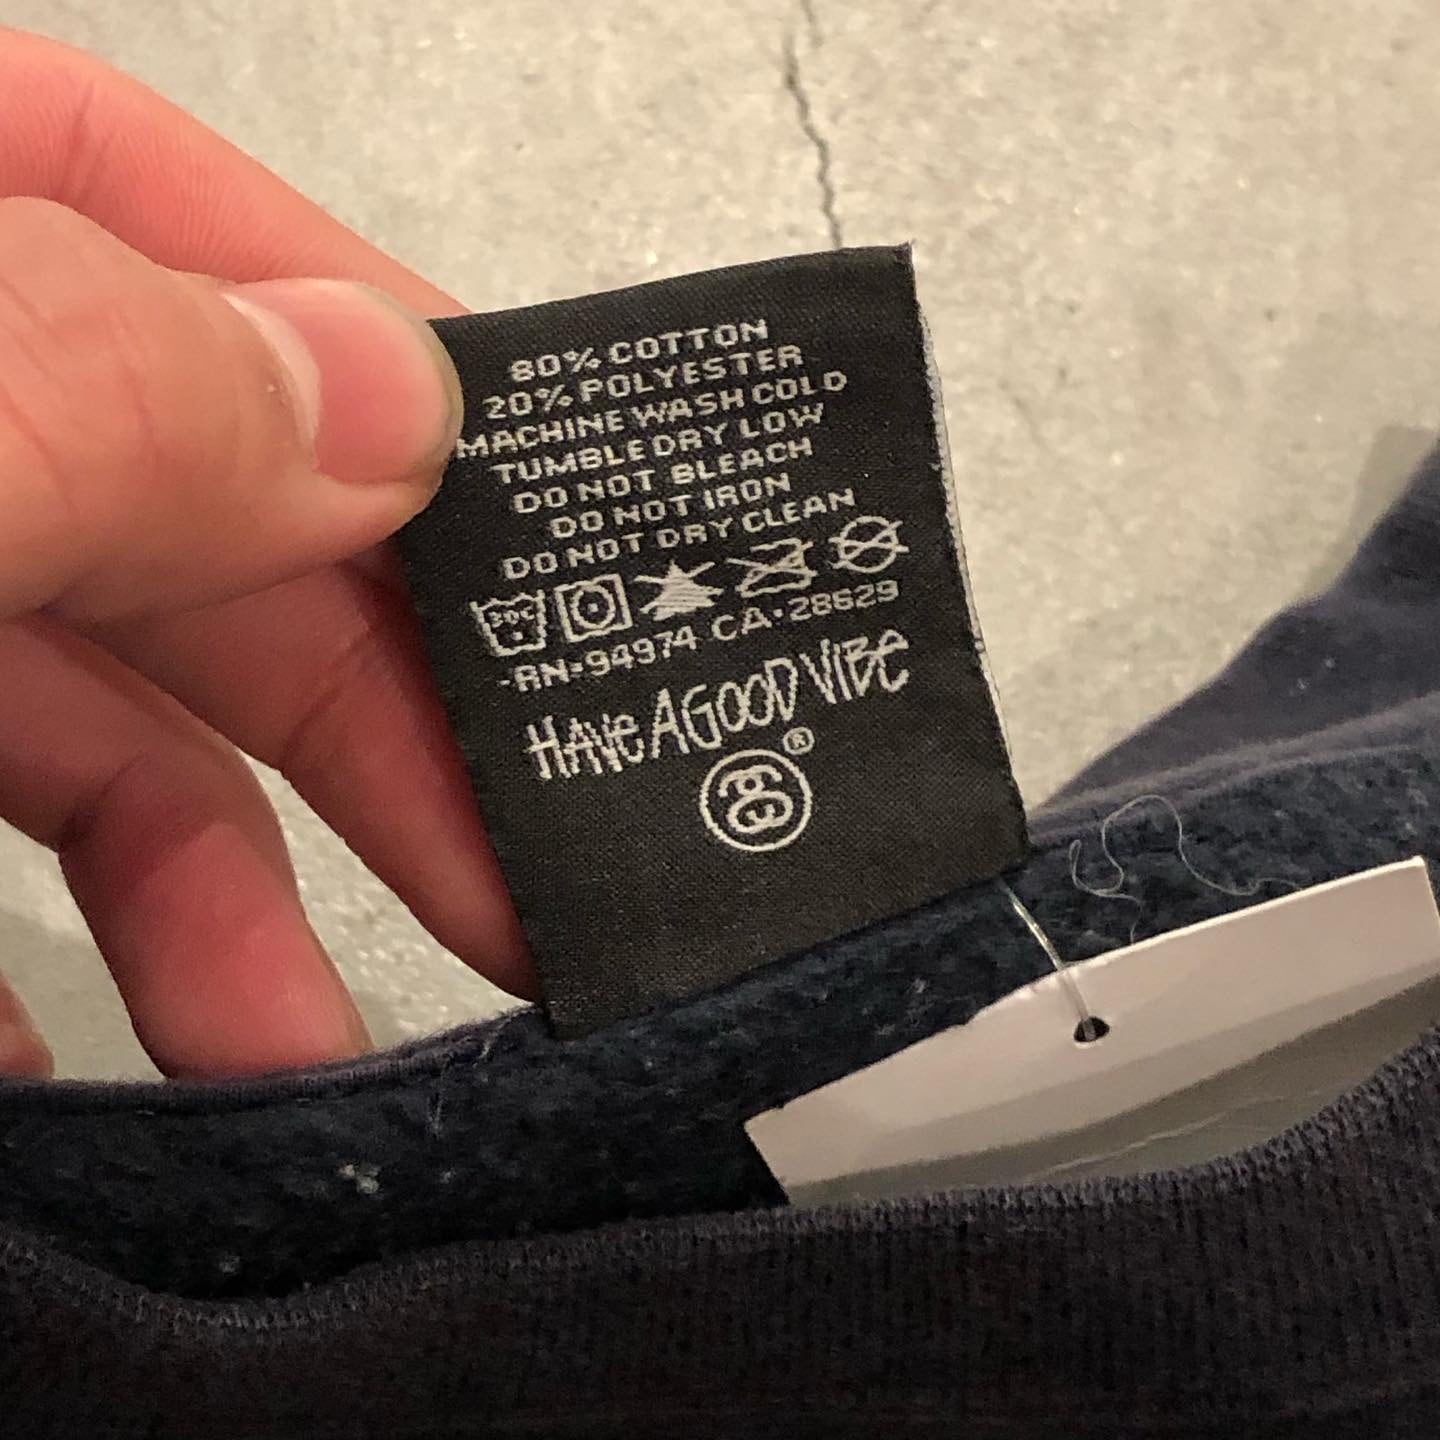 80% COTTON
20% POLYESTER
MACHINE WASH COLD
TUMBLE DRY LOW
DO NOT BLEACH
DO NOT IRON
DO NOT DRY CLEAN
30C
-RN=94974 CA·28629
HAVE A GOOD VIBE
®